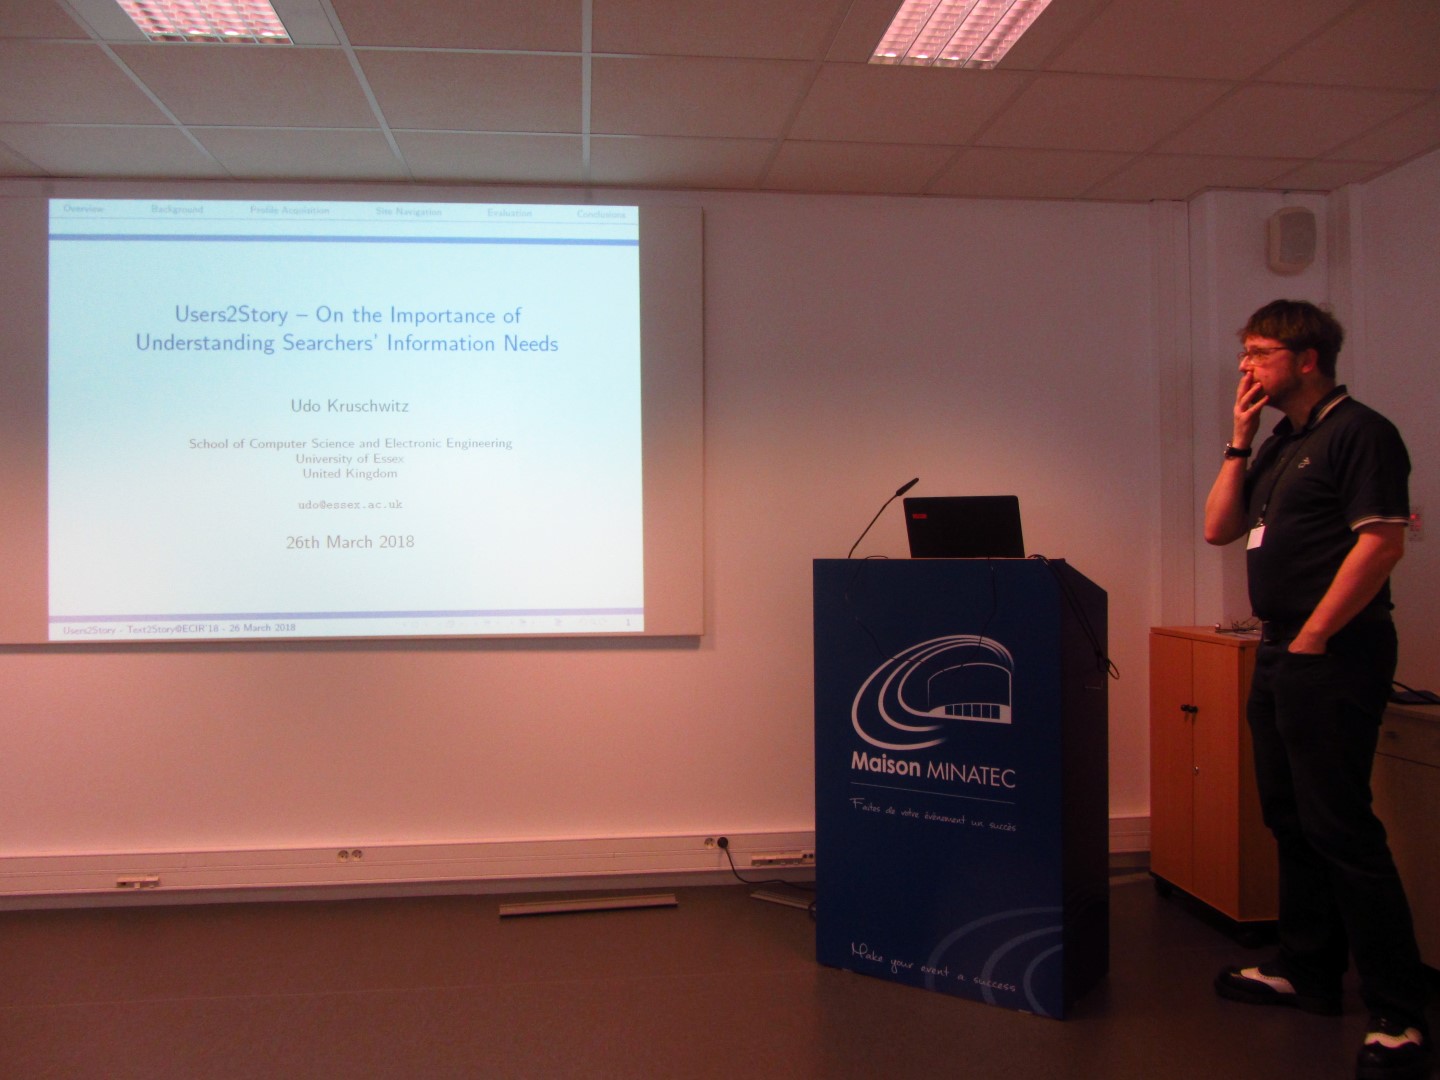 Overview Background Profile Acquisition Site Navigation Evaluation Conclusions
Users2Story – On the Importance of
Understanding Searchers' Information Needs
Udo Kruschwitz
School of Computer Science and Electronic Engineering
University of Essex
United Kingdom
udo@essex.ac.uk
26th March 2018
Users2Story - Text2Story@ECIR'18 - 26 March 2018 1
Maison MINATEC
Faites de votre évènement un succès
Make your event a success